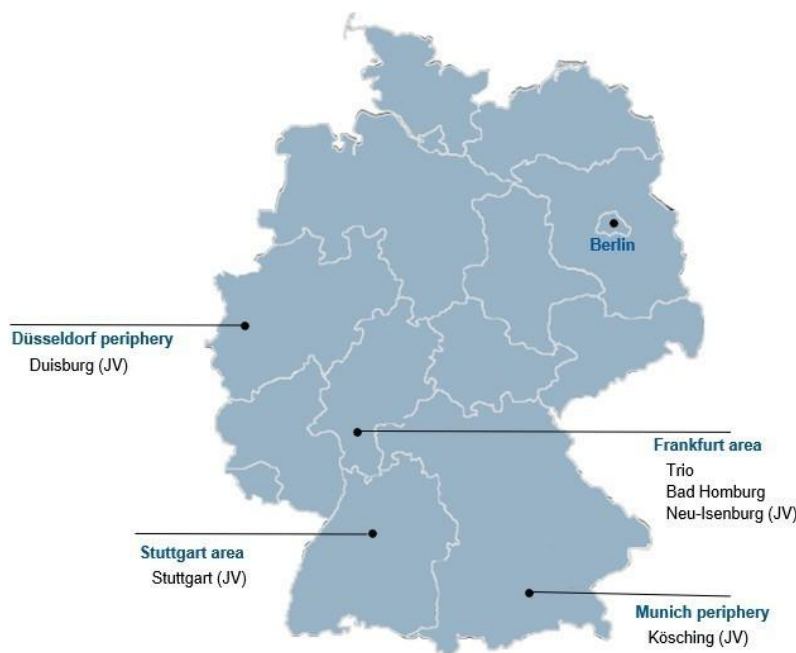 Berlin
Düsseldorf periphery
Duisburg (JV)
Frankfurt area
Trio
Bad Homburg
Neu-Isenburg (JV)
Stuttgart area
Stuttgart (JV)
Munich periphery
Kösching (JV)